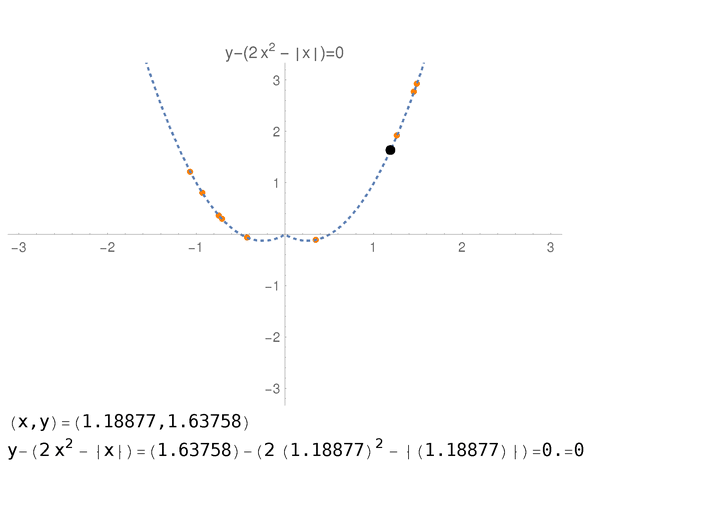 y−(2 x² − |x|)=0
3
2
1
−3 −2 −1 1 2 3
−1
−2
−3
(x,y)=(1.18877,1.63758)
y−(2 x² − |x|)=(1.63758)−(2 (1.18877)² − |(1.18877)|)=0.=0